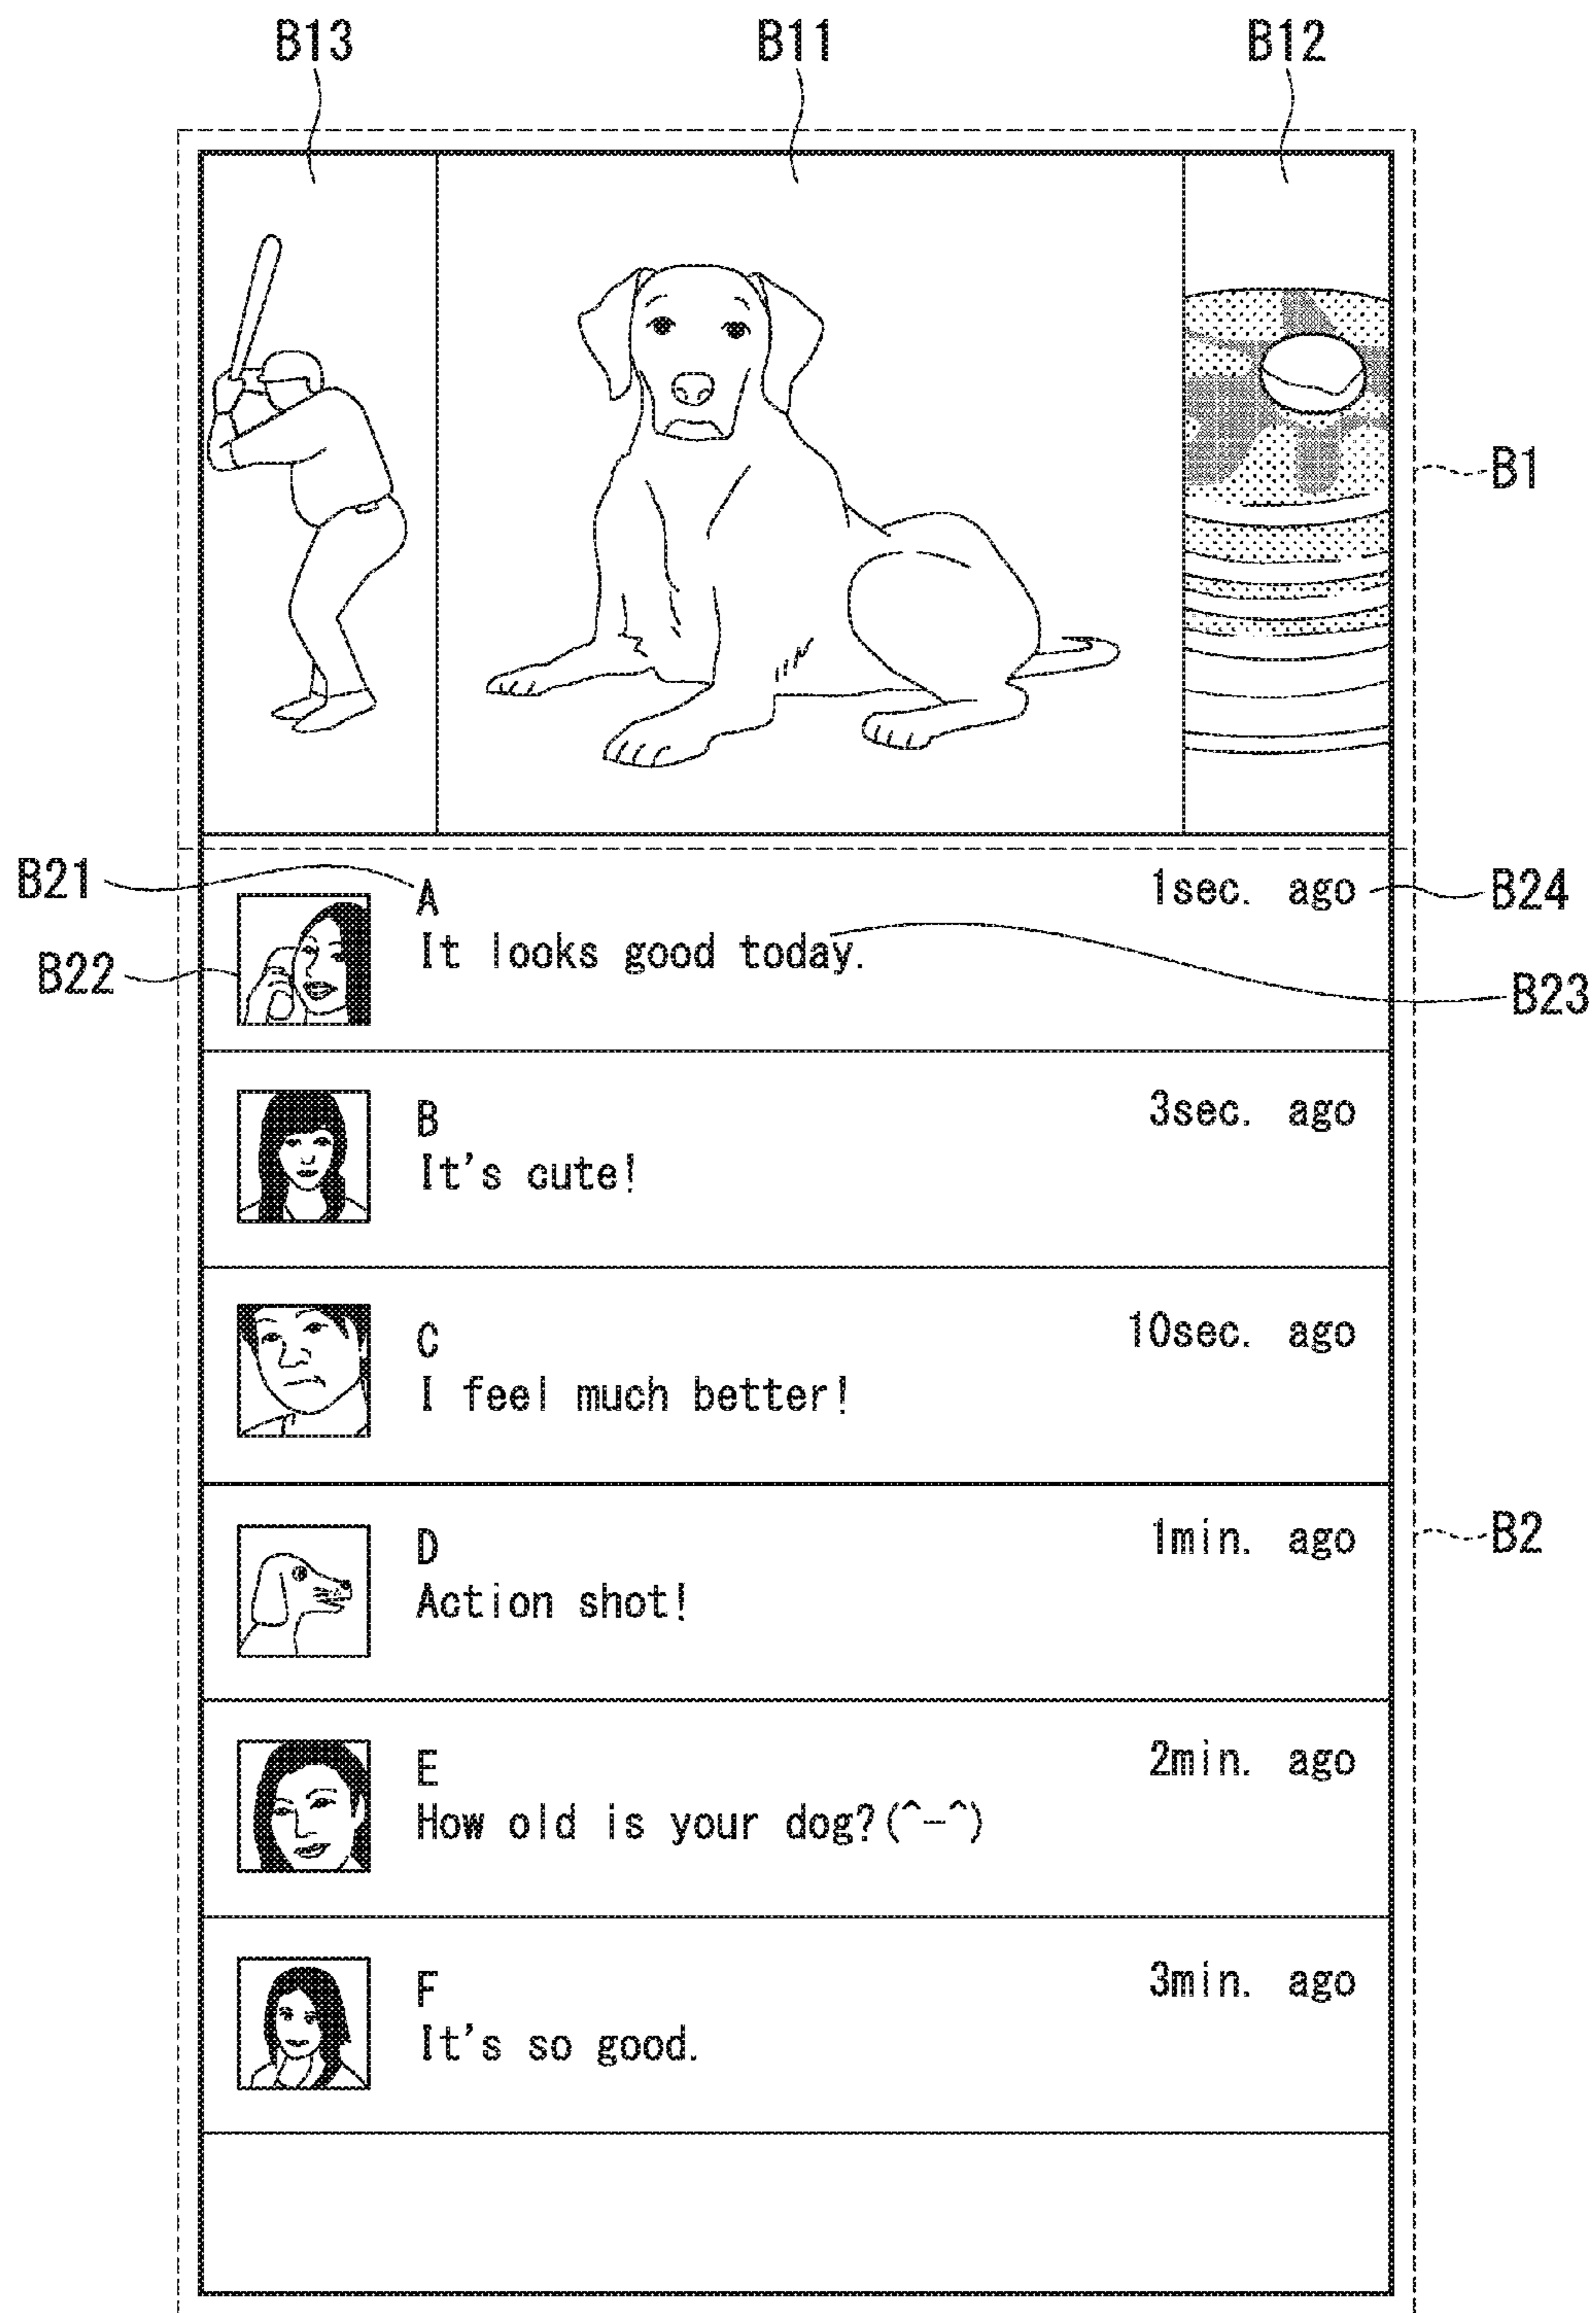 B13 B11 B12
B1
B21 A 1sec. ago B24
B22 It looks good today.
B23
B 3sec. ago
It's cute!
C 10sec. ago
I feel much better!
D 1min. ago B2
Action shot!
E 2min. ago
How old is your dog?(^-^)
F 3min. ago
It's so good.